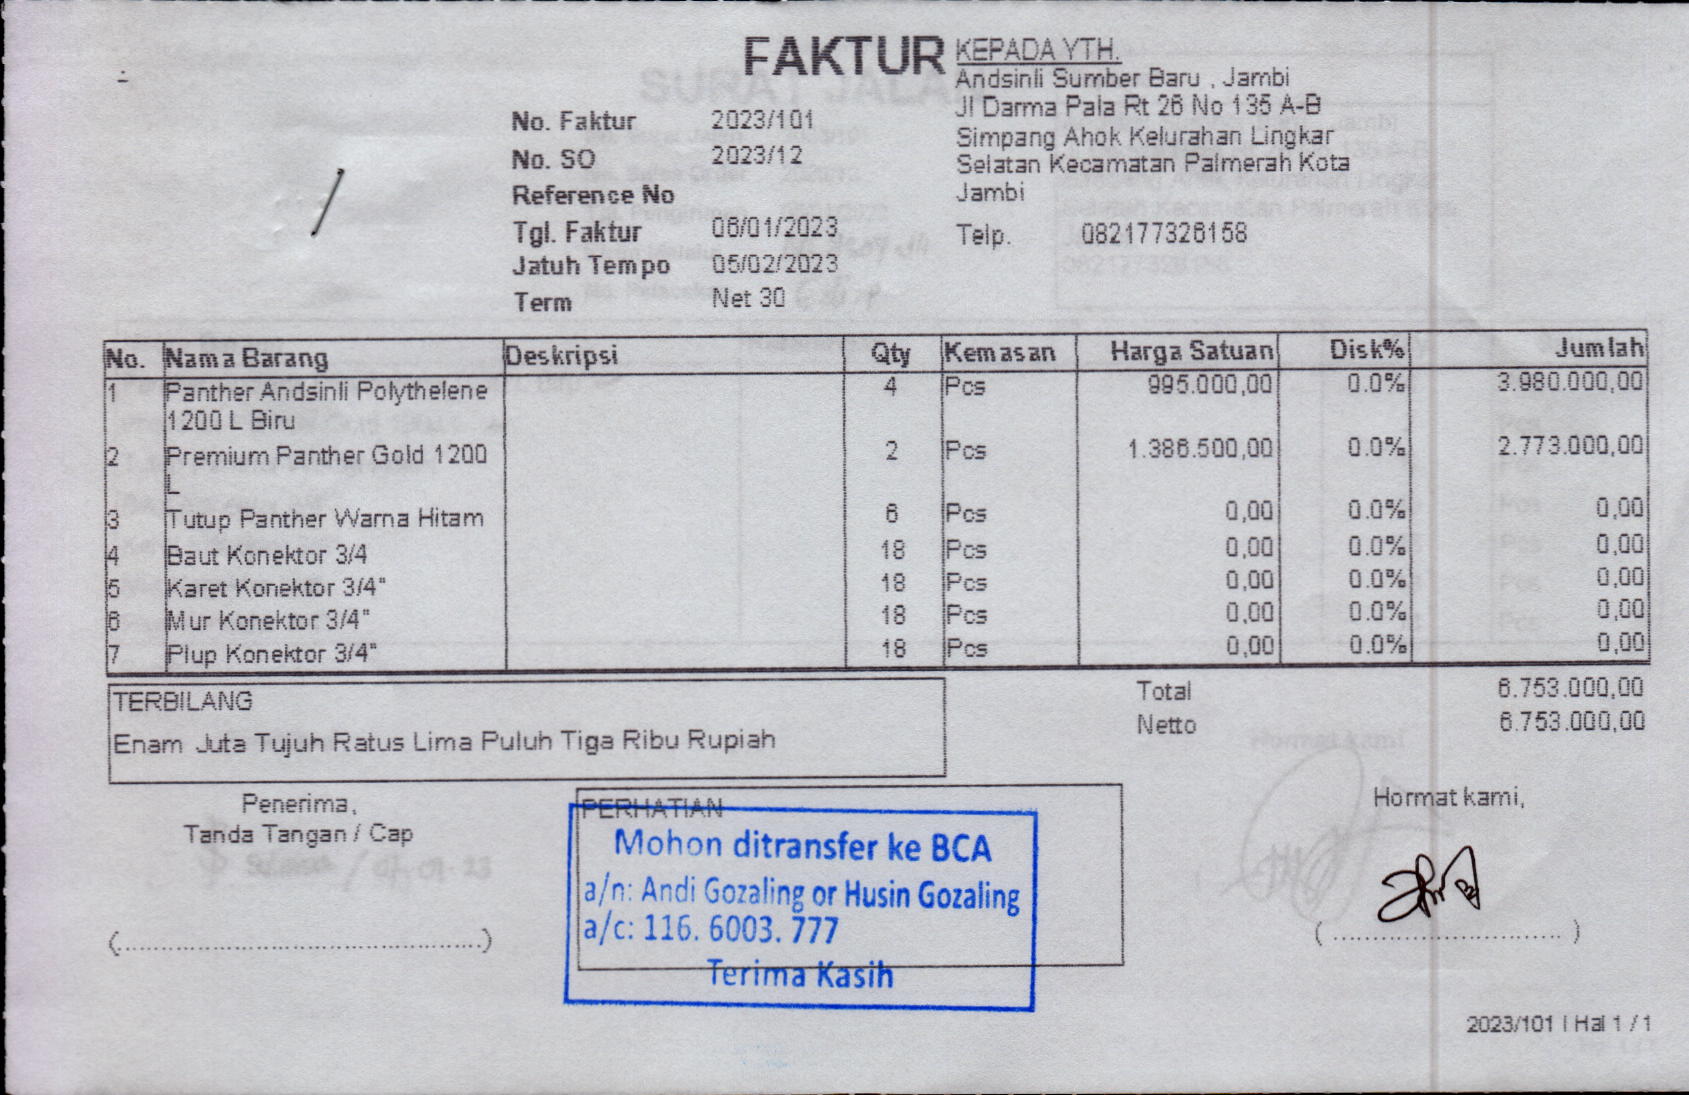 FAKTUR
No. Faktur 2023/101
No. SO 2023/12
Reference No
Tgl. Faktur 06/01/2023
Jatuh Tempo 05/02/2023
Term Net 30
KEPADA YTH.
Andsinli Sumber Baru , Jambi
Jl Darma Pala Rt 26 No 135 A-B
Simpang Ahok Kelurahan Lingkar
Selatan Kecamatan Palmerah Kota
Jambi
Telp. 082177326158
No. Nama Barang Deskripsi Qty Kemasan Harga Satuan Disk% Jumlah
1 Panther Andsinli Polythelene 4 Pcs 995.000,00 0.0% 3.980.000,00
1200 L Biru
2 Premium Panther Gold 1200 2 Pcs 1.386.500,00 0.0% 2.773.000,00
L
3 Tutup Panther Warna Hitam 6 Pcs 0,00 0.0% 0,00
4 Baut Konektor 3/4 18 Pcs 0,00 0.0% 0,00
5 Karet Konektor 3/4" 18 Pcs 0,00 0.0% 0,00
6 Mur Konektor 3/4" 18 Pcs 0,00 0.0% 0,00
7 Plup Konektor 3/4" 18 Pcs 0,00 0.0% 0,00
TERBILANG
Enam Juta Tujuh Ratus Lima Puluh Tiga Ribu Rupiah
Total 6.753.000,00
Netto 6.753.000,00
Penerima,
Tanda Tangan / Cap
(................................................)
PERHATIAN
Mohon ditransfer ke BCA
a/n: Andi Gozaling or Husin Gozaling
a/c: 116. 6003. 777
Terima Kasih
Hormat kami,
( .............................. )
2023/101 | Hal 1 / 1